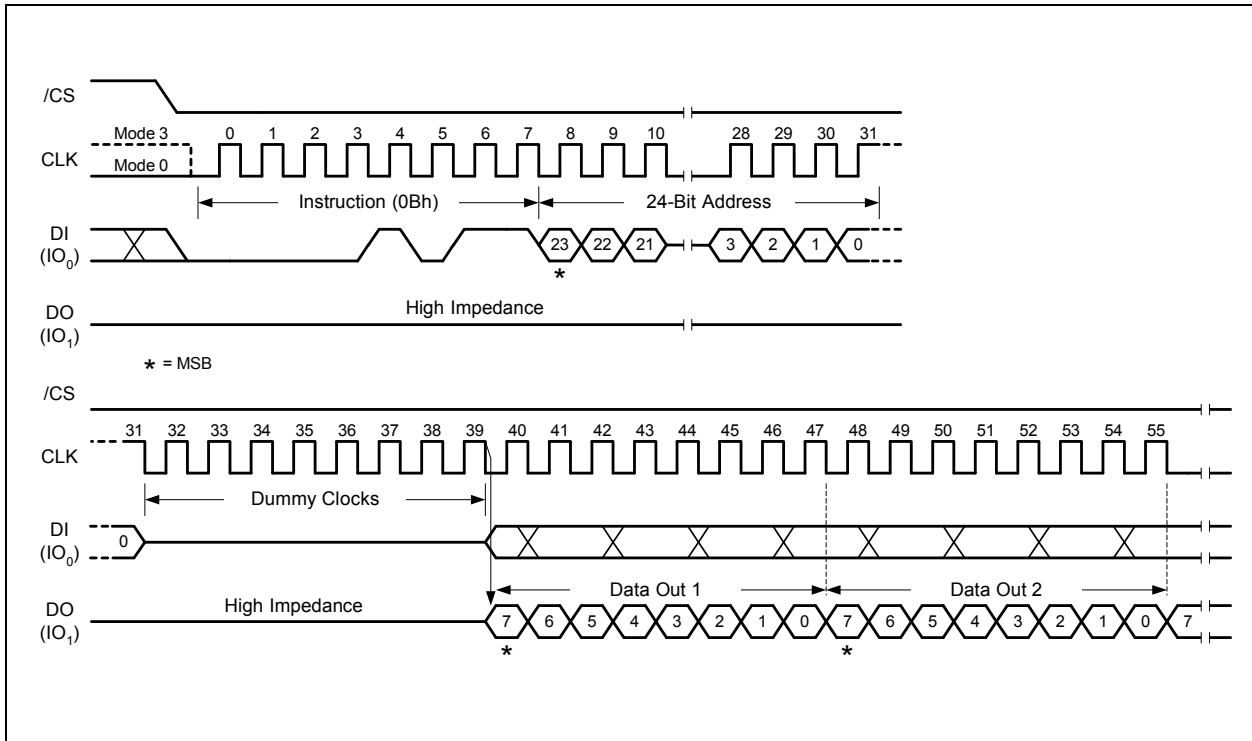 /CS
Mode 3 0 1 2 3 4 5 6 7 8 9 10 28 29 30 31
CLK
Mode 0
Instruction (0Bh) 24-Bit Address
DI
(IO0) 23 22 21 3 2 1 0
*
High Impedance
DO
(IO1)
* = MSB
/CS
31 32 33 34 35 36 37 38 39 40 41 42 43 44 45 46 47 48 49 50 51 52 53 54 55
CLK
Dummy Clocks
DI
(IO0) 0
Data Out 1 Data Out 2
High Impedance
DO
(IO1) 7 6 5 4 3 2 1 0 7 6 5 4 3 2 1 0 7
* *